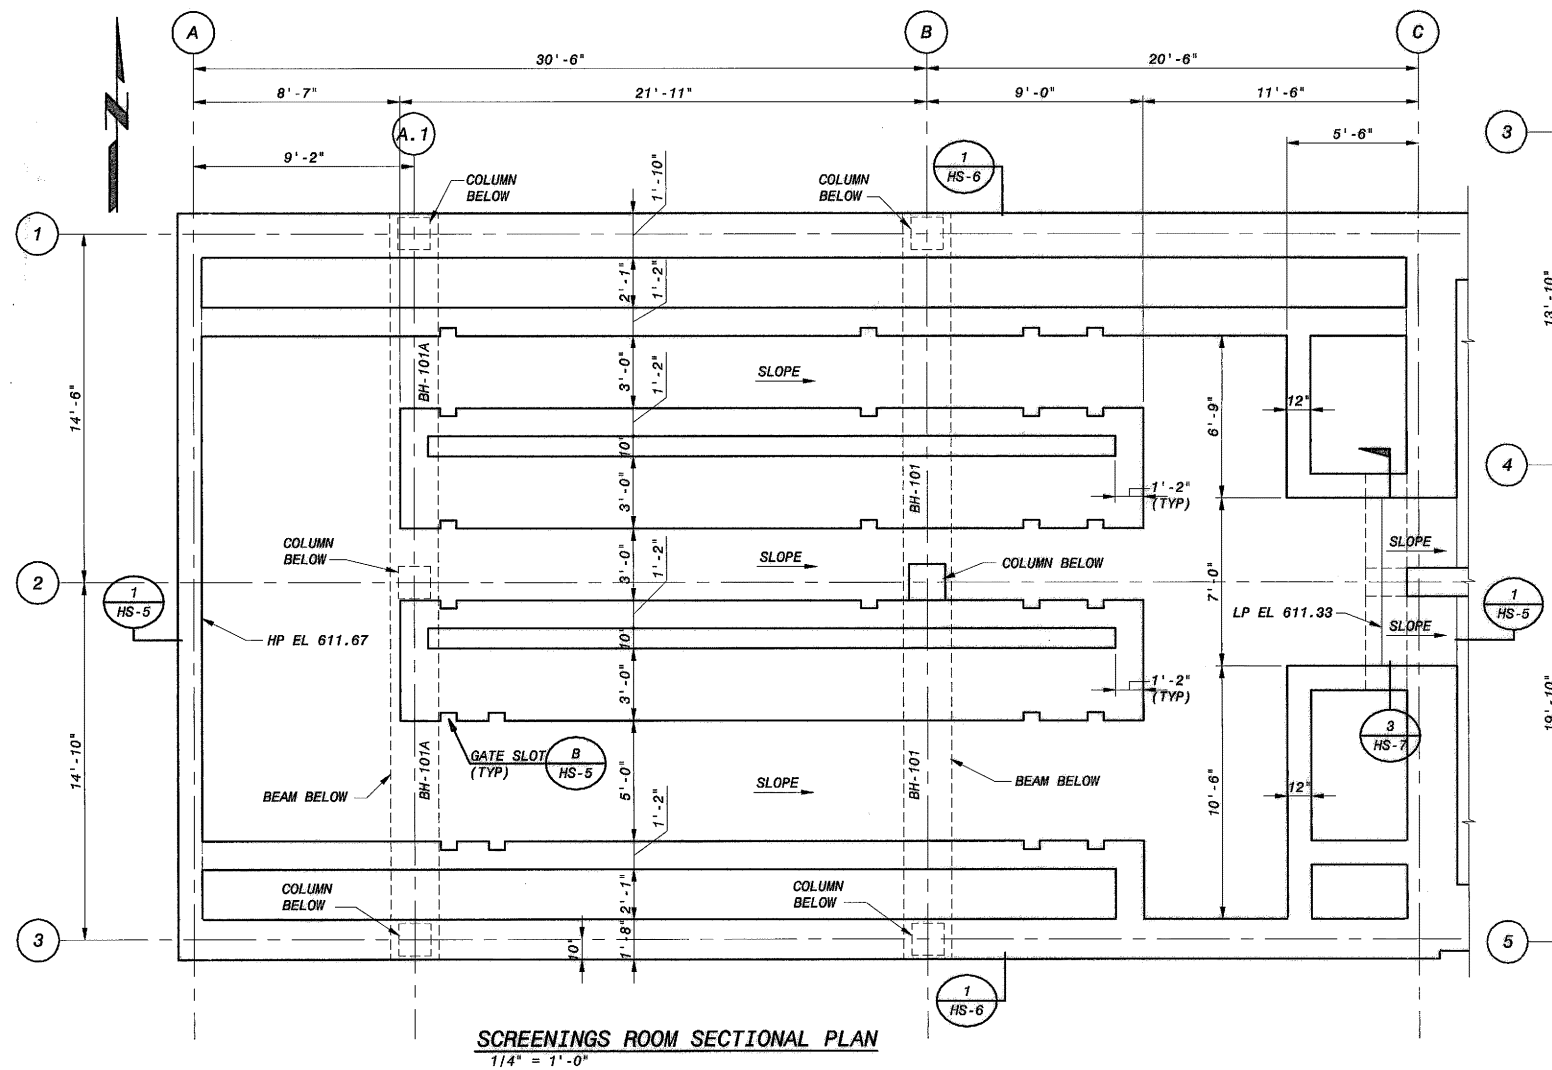 A
B
C
N
30'-6"
20'-6"
8'-7"
21'-11"
9'-0"
11'-6"
A.1
5'-6"
3
9'-2"
1'-10"
1
HS-6
COLUMN
BELOW
COLUMN
BELOW
1
2'-1"
1'-2"
13'-10"
BH-101A
3'-0"
1'-2"
SLOPE
14'-6"
12"
6'-9"
10'
4
BH-101
3'-0"
1'-2"
(TYP)
COLUMN
BELOW
3'-0"
1'-2"
SLOPE
COLUMN BELOW
SLOPE
2
1
HS-5
7'-0"
1
HS-5
HP EL 611.67
10'
LP EL 611.33
SLOPE
3'-0"
1'-2"
(TYP)
19'-10"
14'-10"
GATE SLOT
(TYP)
B
HS-5
3
HS-7
BH-101A
BEAM BELOW
5'-0"
1'-2"
SLOPE
BH-101
BEAM BELOW
10'-6"
12"
COLUMN
BELOW
2'-1"
COLUMN
BELOW
3
10'
1'-8"
5
1
HS-6
SCREENINGS ROOM SECTIONAL PLAN
1/4" = 1'-0"